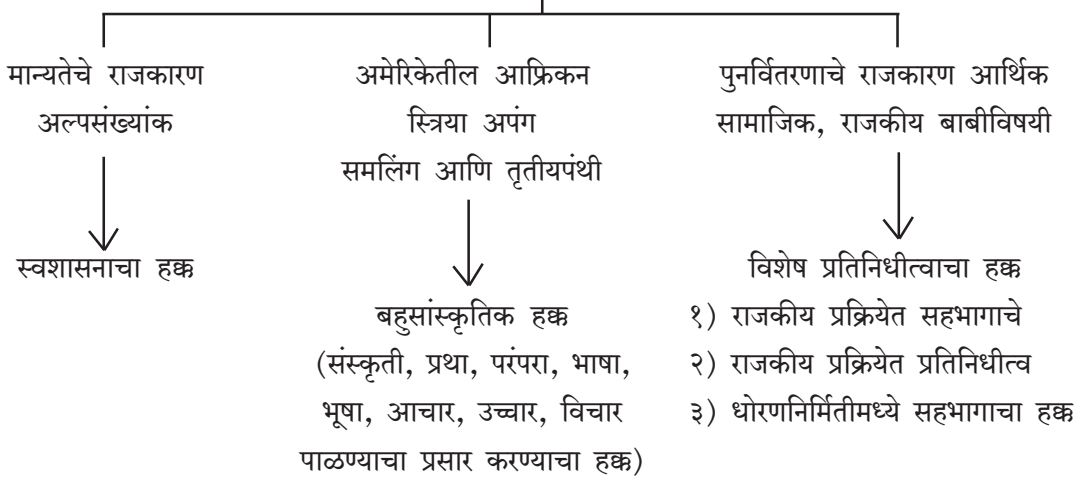 मान्यतेचे राजकारण
अल्पसंख्यांक
स्वशासनाचा हक्क
अमेरिकेतील आफ्रिकन
स्त्रिया अपंग
समलिंग आणि तृतीयपंथी
बहुसांस्कृतिक हक्क
(संस्कृती, प्रथा, परंपरा, भाषा,
भूषा, आचार, उच्चार, विचार
पाळण्याचा प्रसार करण्याचा हक्क)
पुनर्वितरणाचे राजकारण आर्थिक
सामाजिक, राजकीय बाबीविषयी
विशेष प्रतिनिधीत्वाचा हक्क
१) राजकीय प्रक्रियेत सहभागाचे
२) राजकीय प्रक्रियेत प्रतिनिधीत्व
३) धोरणनिर्मितीमध्ये सहभागाचा हक्क